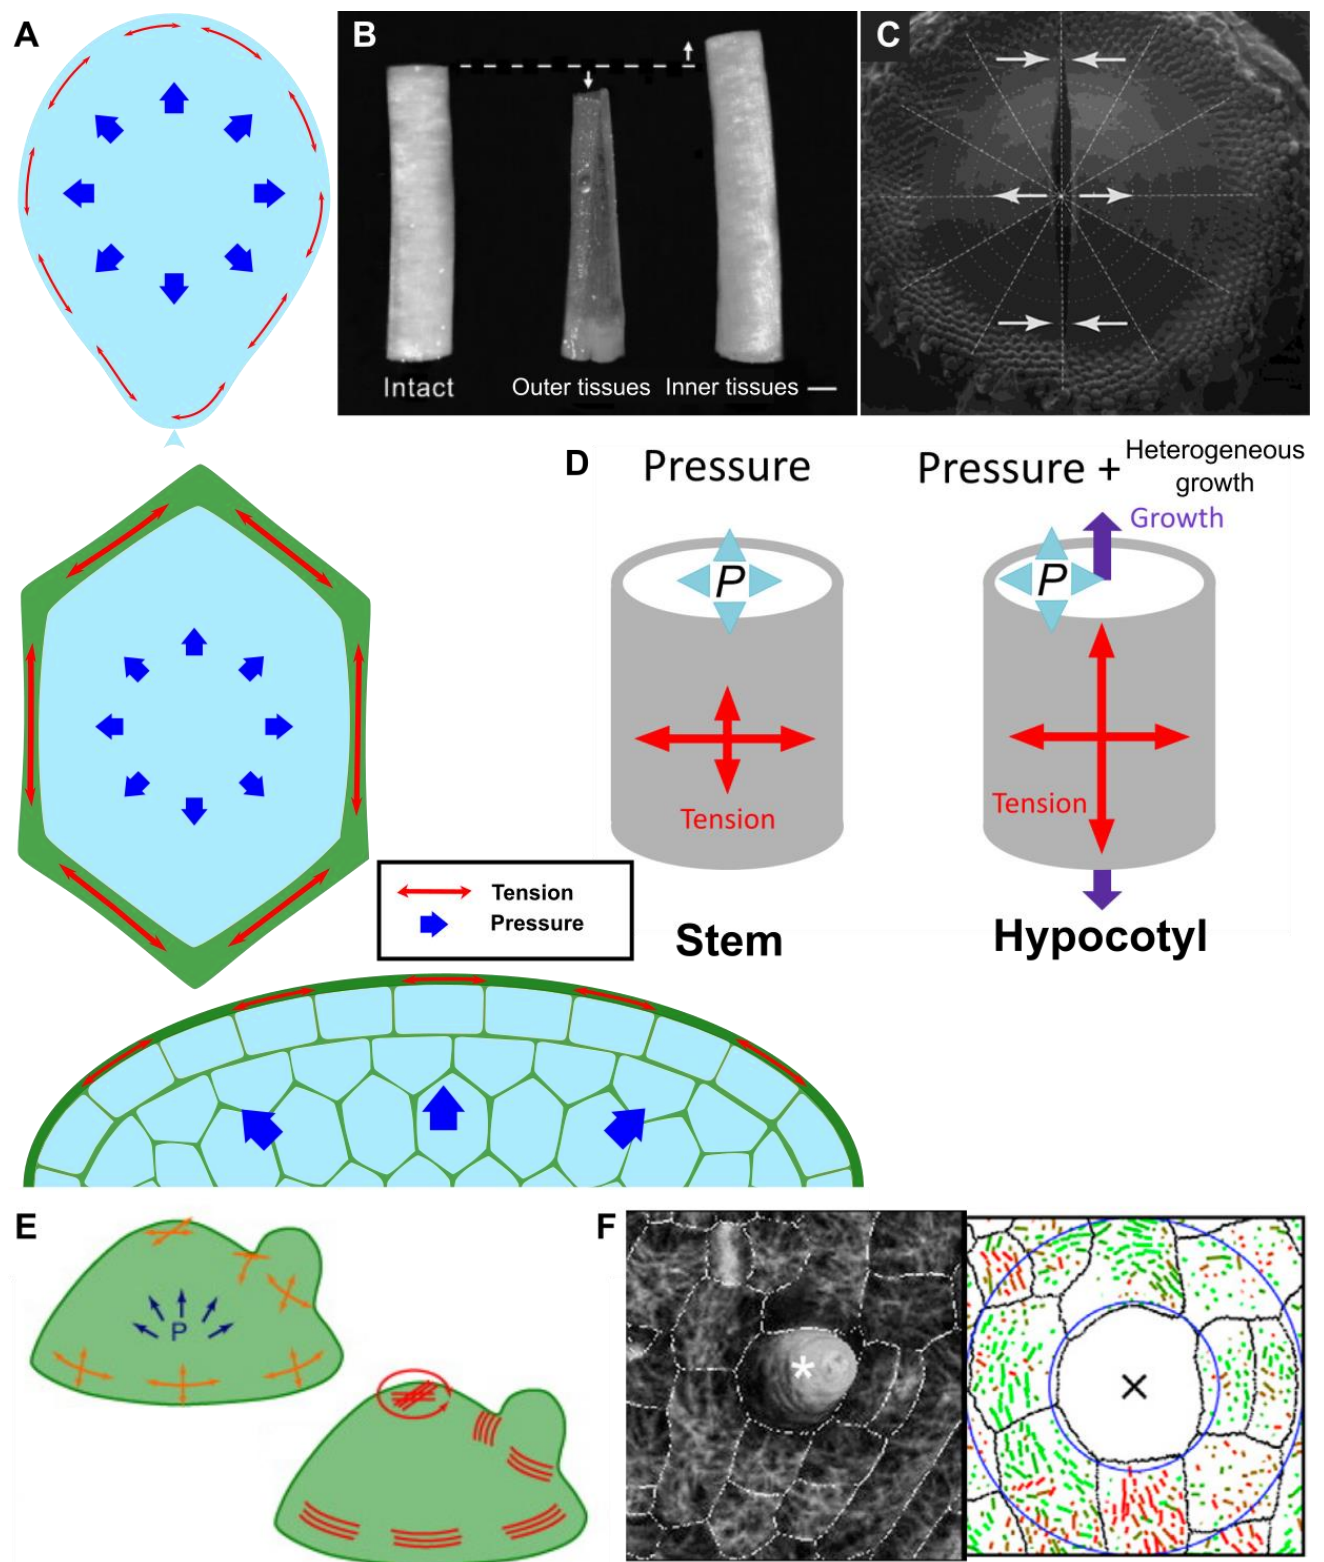 A
B
Intact
Outer tissues
Inner tissues
C
D
Pressure
P
Tension
Stem
Pressure +
Heterogeneous
growth
Growth
P
Tension
Hypocotyl
Tension
Pressure
E
P
F
*
×